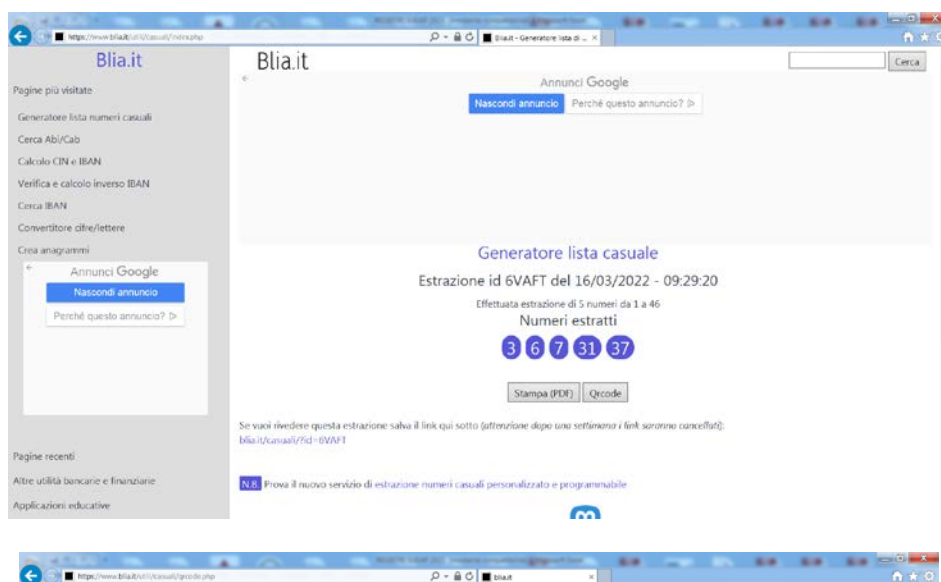 https://www.blia.it/utili/casuali/index.php
Blia.it - Generatore lista di ...
Blia.it
Pagine più visitate
Generatore lista numeri casuali
Cerca Abi/Cab
Calcolo CIN e IBAN
Verifica e calcolo inverso IBAN
Cerca IBAN
Convertitore cifre/lettere
Crea anagrammi
Annunci Google
Nascondi annuncio
Perché questo annuncio?
Pagine recenti
Altre utilità bancarie e finanziarie
Applicazioni educative
Blia.it
Cerca
Annunci Google
Nascondi annuncio
Perché questo annuncio?
Generatore lista casuale
Estrazione id 6VAFT del 16/03/2022 - 09:29:20
Effettuata estrazione di 5 numeri da 1 a 46
Numeri estratti
3 6 7 31 37
Stampa (PDF) Qrcode
Se vuoi rivedere questa estrazione salva il link qui sotto (attenzione dopo una settimana i link saranno cancellati):
blia.it/casuali/?id=6VAFT
N.B. Prova il nuovo servizio di estrazione numeri casuali personalizzato e programmabile
https://www.blia.it/utili/casuali/qrcode.php
blia.it